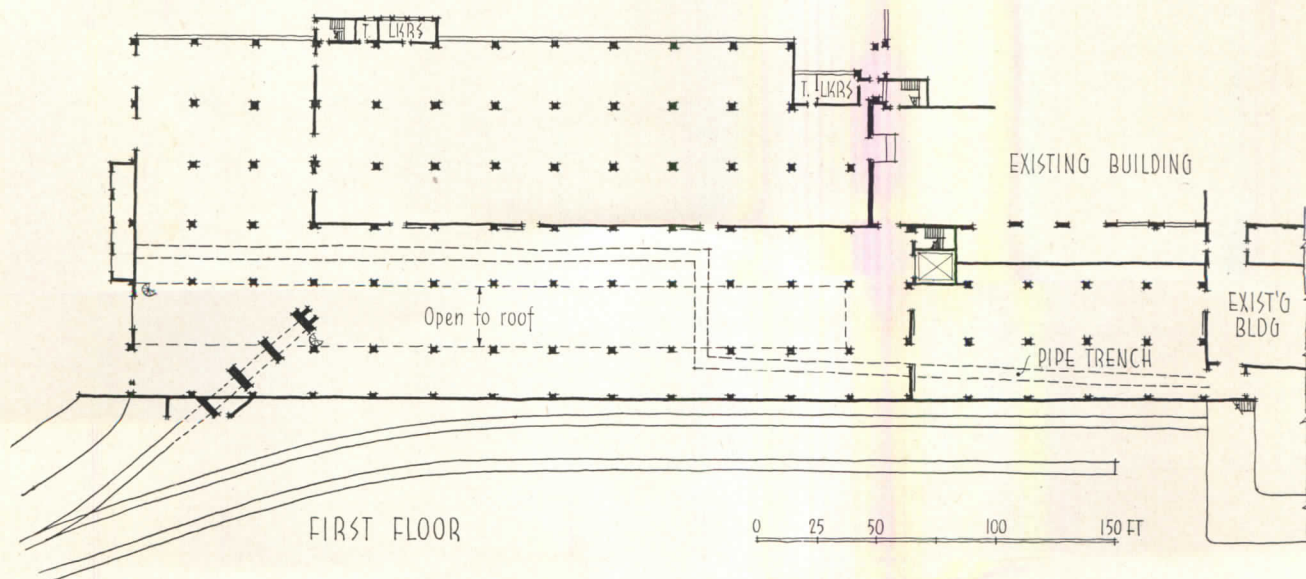 T. LKRS
T. LKRS
EXISTING BUILDING
EXIST'G
BLDG
Open to roof
PIPE TRENCH
FIRST FLOOR
0 25 50 100 150 FT